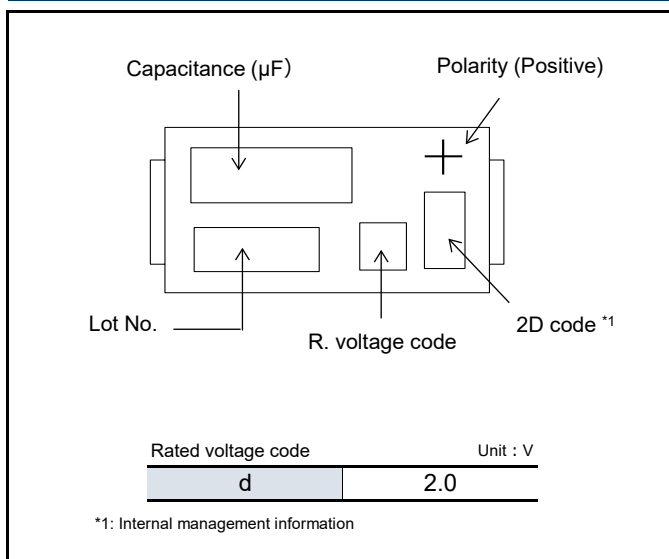 Capacitance (μF）
Polarity (Positive)
+
Lot No.
R. voltage code
2D code *1
Rated voltage code Unit：V
d 2.0
*1: Internal management information